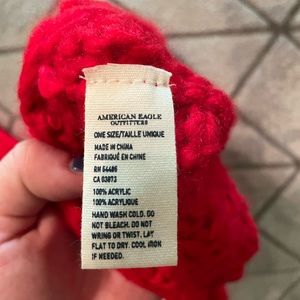 AMERICAN EAGLE
OUTFITTERS
ONE SIZE/TAILLE UNIQUE
MADE IN CHINA
FABRIQUÉ EN CHINE
RN 54485
CA 03973
100% ACRYLIC
100% ACRYLIQUE
HAND WASH COLD. DO
NOT BLEACH. DO NOT
WRING OR TWIST. LAY
FLAT TO DRY. COOL IRON
IF NEEDED.